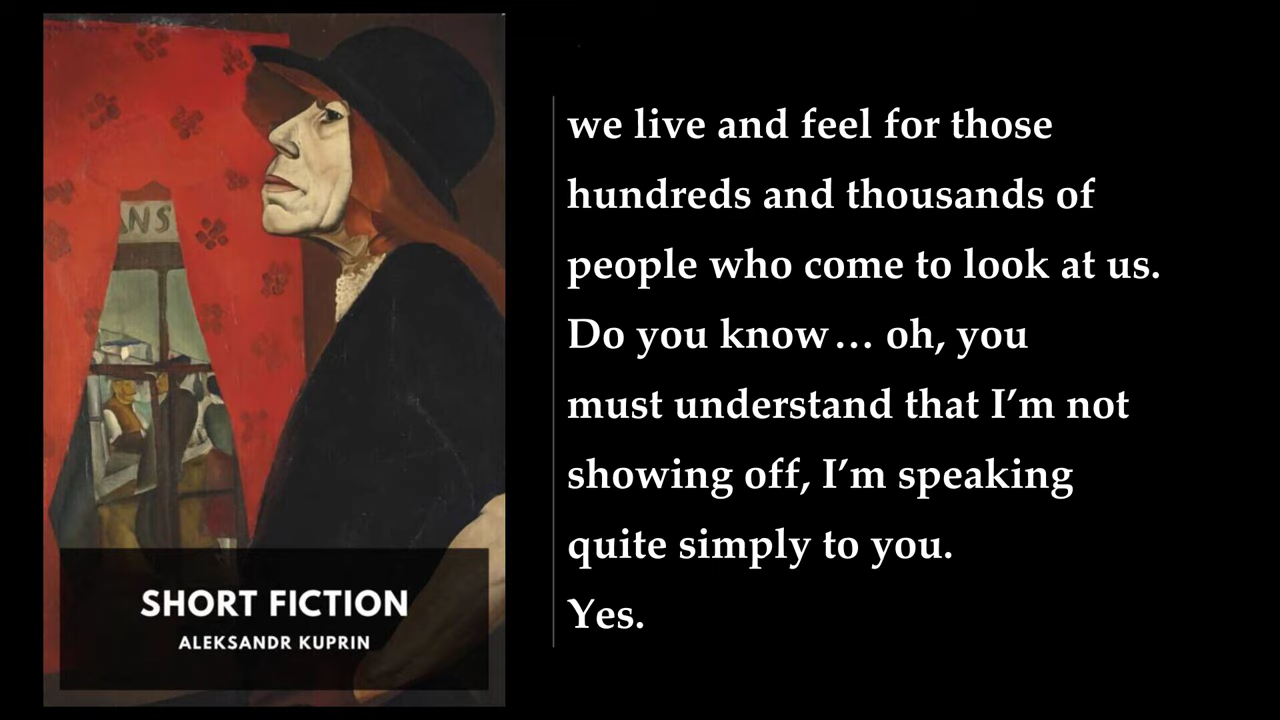 ANS
SHORT FICTION
ALEKSANDR KUPRIN
we live and feel for those
hundreds and thousands of
people who come to look at us.
Do you know… oh, you
must understand that I’m not
showing off, I’m speaking
quite simply to you.
Yes.